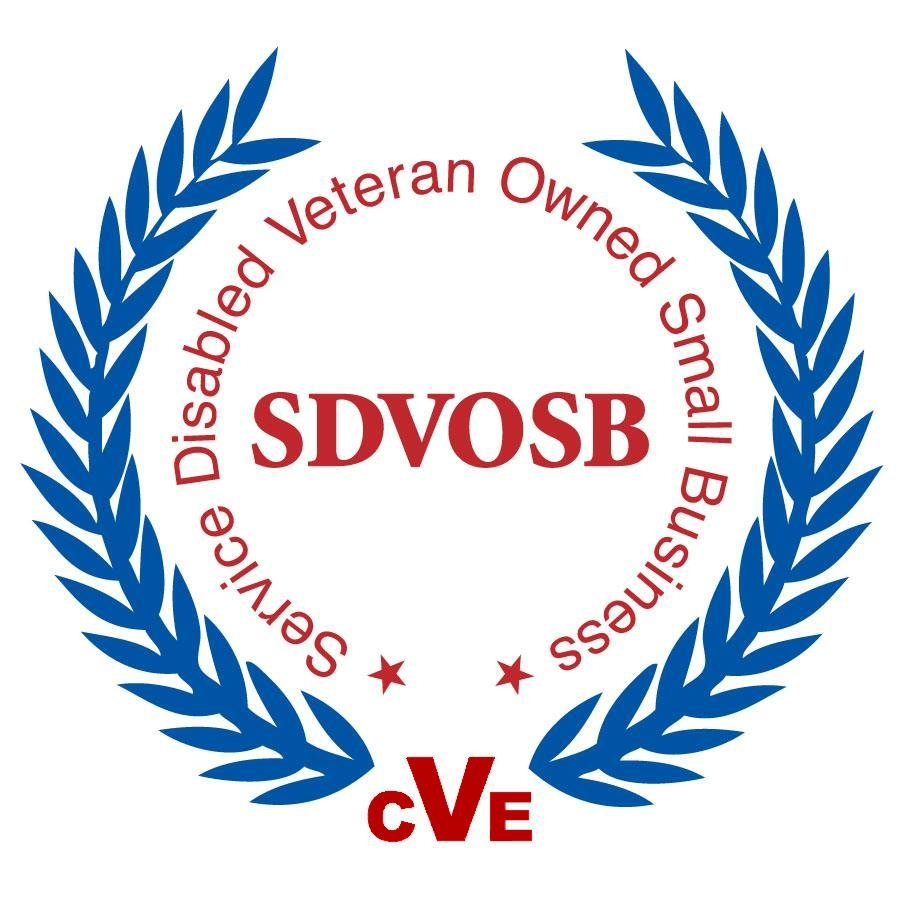 Service Disabled Veteran Owned Small Business
SDVOSB
CVE